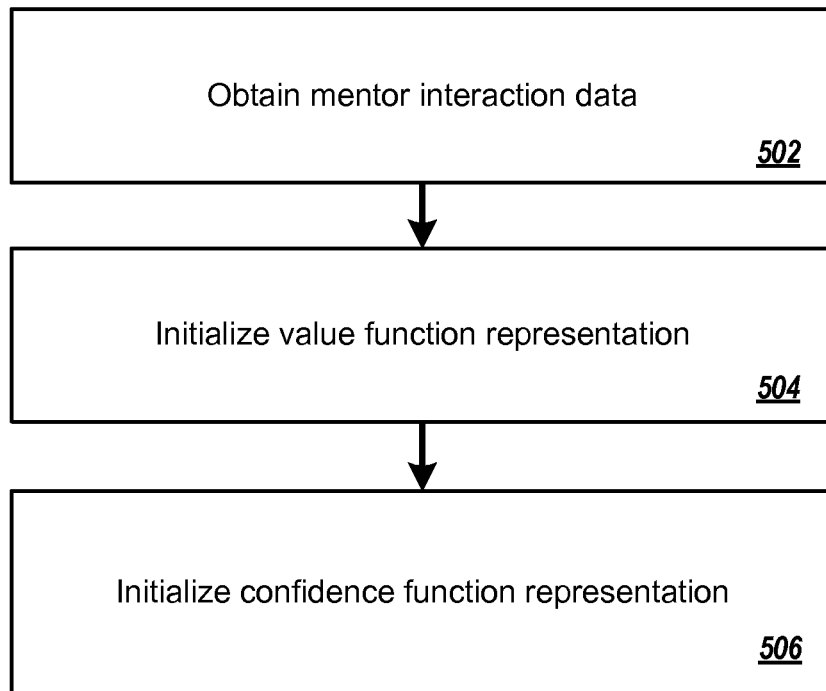 Obtain mentor interaction data
502
Initialize value function representation
504
Initialize confidence function representation
506